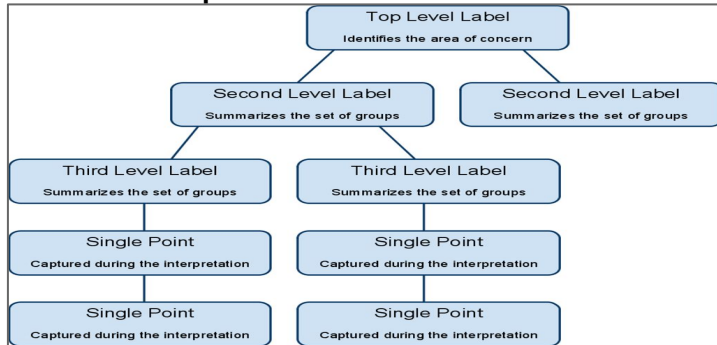 Top Level Label
Identifies the area of concern
Second Level Label
Summarizes the set of groups
Second Level Label
Summarizes the set of groups
Third Level Label
Summarizes the set of groups
Third Level Label
Summarizes the set of groups
Single Point
Captured during the interpretation
Single Point
Captured during the interpretation
Single Point
Captured during the interpretation
Single Point
Captured during the interpretation